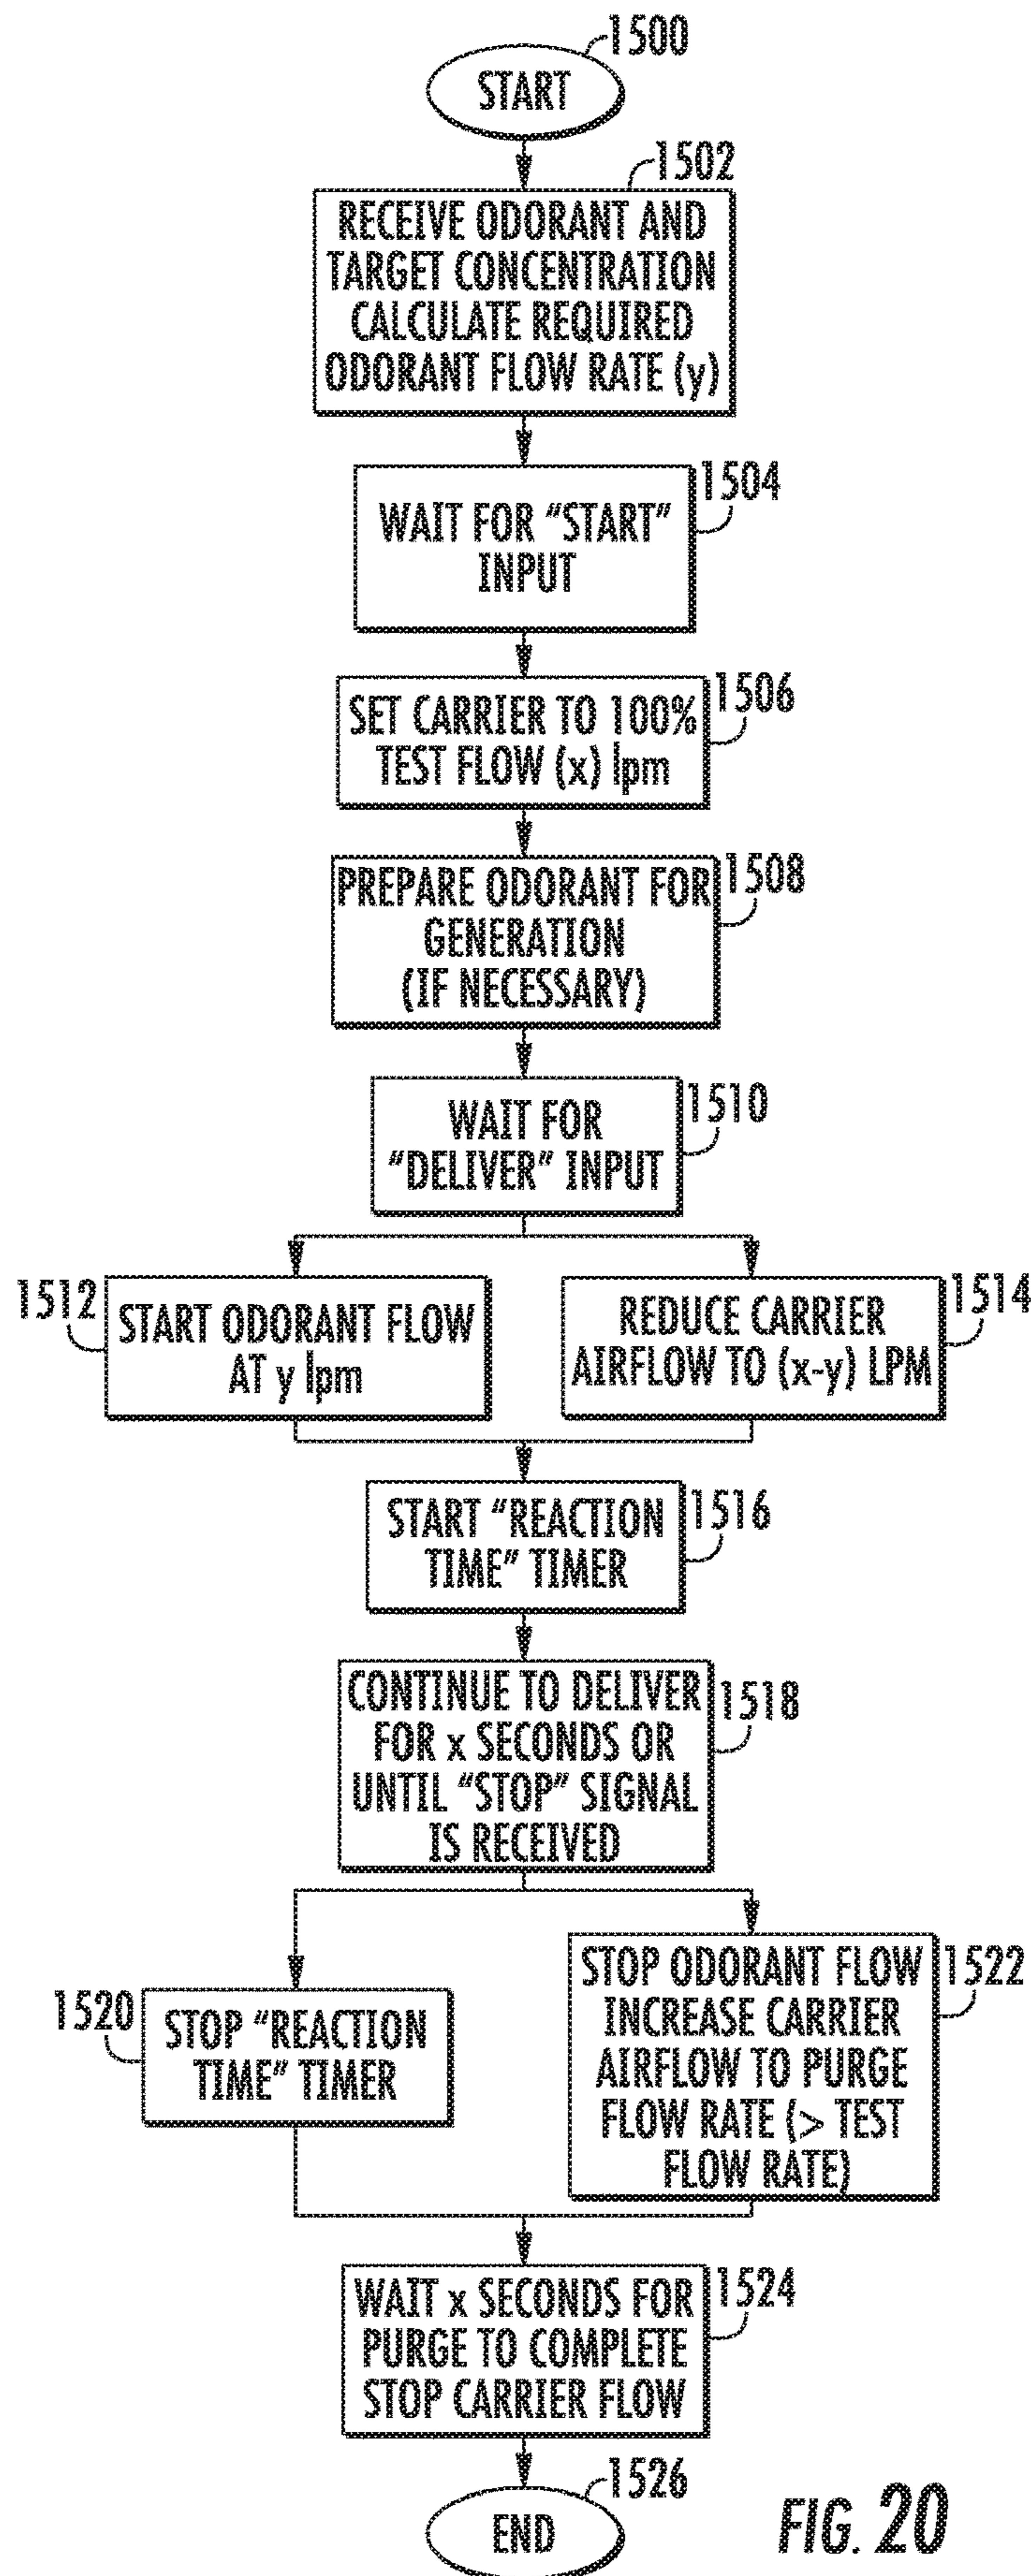 1500
START
1502
RECEIVE ODORANT AND
TARGET CONCENTRATION
CALCULATE REQUIRED
ODORANT FLOW RATE (y)
1504
WAIT FOR "START"
INPUT
1506
SET CARRIER TO 100%
TEST FLOW (x) lpm
1508
PREPARE ODORANT FOR
GENERATION
(IF NECESSARY)
1510
WAIT FOR
"DELIVER" INPUT
1512
START ODORANT FLOW
AT y lpm
1514
REDUCE CARRIER
AIRFLOW TO (x-y) LPM
1516
START "REACTION
TIME" TIMER
1518
CONTINUE TO DELIVER
FOR x SECONDS OR
UNTIL "STOP" SIGNAL
IS RECEIVED
1520
STOP "REACTION
TIME" TIMER
1522
STOP ODORANT FLOW
INCREASE CARRIER
AIRFLOW TO PURGE
FLOW RATE (> TEST
FLOW RATE)
1524
WAIT x SECONDS FOR
PURGE TO COMPLETE
STOP CARRIER FLOW
1526
END
FIG. 20